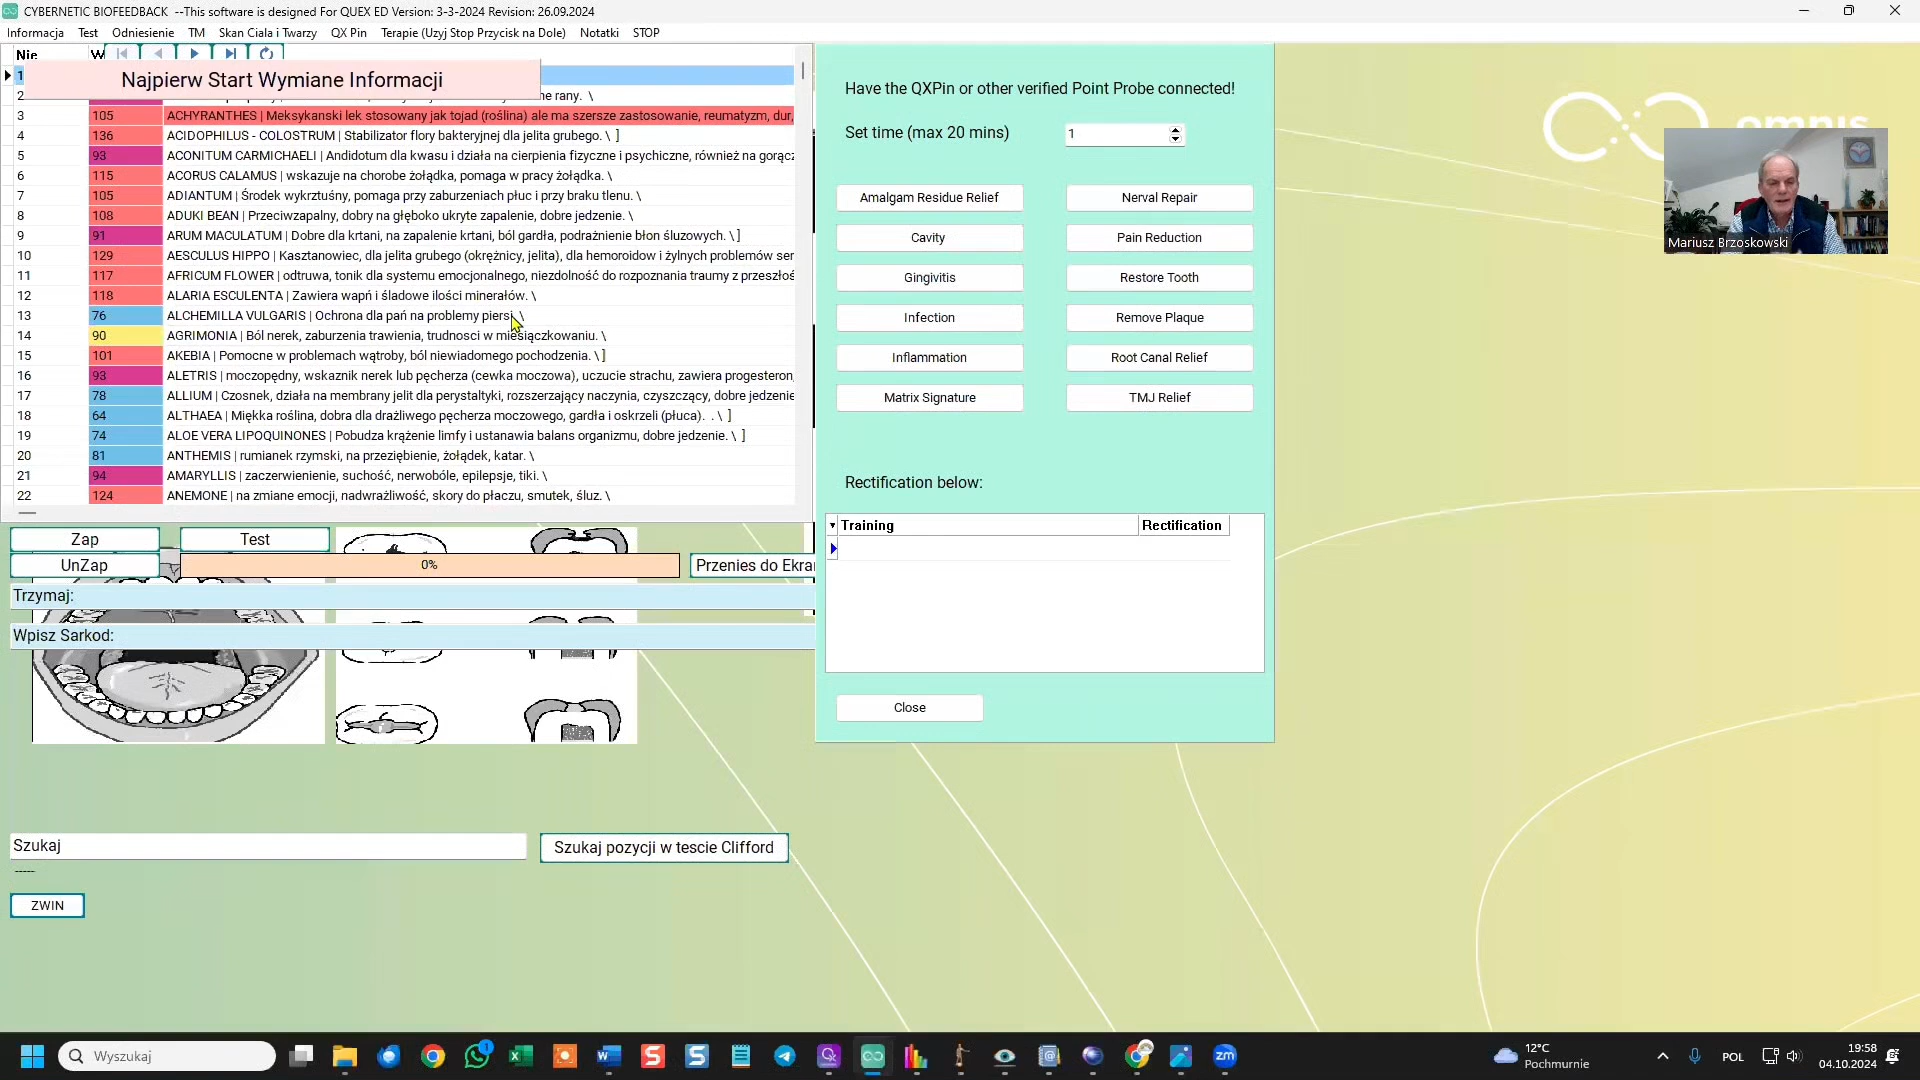 CYBERNETIC BIOFEEDBACK --This software is designed For QUEX ED Version: 3-3-2024 Revision: 26.09.2024
Informacja Test Odniesienie TM Skan Ciala i Twarzy QX Pin Terapie (Uzyj Stop Przycisk na Dole) Notatki STOP
Nie W
1
Najpierw Start Wymiane Informacji
2 ne rany. \
3 105 ACHYRANTHES | Meksykanski lek stosowany jak tojad (roślina) ale ma szersze zastosowanie, reumatyzm, dur,
4 136 ACIDOPHILUS - COLOSTRUM | Stabilizator flory bakteryjnej dla jelita grubego. \ ]
5 93 ACONITUM CARMICHAELI | Andidotum dla kwasu i działa na cierpienia fizyczne i psychiczne, również na gorącz
6 115 ACORUS CALAMUS | wskazuje na chorobe żołądka, pomaga w pracy żołądka. \
7 105 ADIANTUM | Środek wykrztuśny, pomaga przy zaburzeniach płuc i przy braku tlenu. \
8 108 ADUKI BEAN | Przeciwzapalny, dobry na głęboko ukryte zapalenie, dobre jedzenie. \
9 91 ARUM MACULATUM | Dobre dla krtani, na zapalenie krtani, ból gardła, podrażnienie błon śluzowych. \ ]
10 129 AESCULUS HIPPO | Kasztanowiec, dla jelita grubego (okrężnicy, jelita), dla hemoroidow i żylnych problemów ser
11 117 AFRICUM FLOWER | odtruwa, tonik dla systemu emocjonalnego, niezdolność do rozpoznania traumy z przeszłoś
12 118 ALARIA ESCULENTA | Zawiera wapń i śladowe ilości minerałów. \
13 76 ALCHEMILLA VULGARIS | Ochrona dla pań na problemy piersi. \
14 90 AGRIMONIA | Ból nerek, zaburzenia trawienia, trudnosci w miesiączkowaniu. \
15 101 AKEBIA | Pomocne w problemach wątroby, ból niewiadomego pochodzenia. \ ]
16 93 ALETRIS | moczopędny, wskaznik nerek lub pęcherza (cewka moczowa), uczucie strachu, zawiera progesteron,
17 78 ALLIUM | Czosnek, działa na membrany jelit dla perystaltyki, rozszerzający naczynia, czyszczący, dobre jedzenie
18 64 ALTHAEA | Miękka roślina, dobra dla drażliwego pęcherza moczowego, gardła i oskrzeli (płuca). . \ ]
19 74 ALOE VERA LIPOQUINONES | Pobudza krążenie limfy i ustanawia balans organizmu, dobre jedzenie. \ ]
20 81 ANTHEMIS | rumianek rzymski, na przeziębienie, żołądek, katar. \
21 94 AMARYLLIS | zaczerwienienie, suchość, nerwobóle, epilepsje, tiki. \
22 124 ANEMONE | na zmiane emocji, nadwrażliwość, skory do płaczu, smutek, śluz. \
Zap Test
UnZap 0% Przenies do Ekra
Trzymaj:
Wpisz Sarkod:
Szukaj Szukaj pozycji w tescie Clifford
-----
ZWIN
Have the QXPin or other verified Point Probe connected!
Set time (max 20 mins) 1
Amalgam Residue Relief Nerval Repair
Cavity Pain Reduction
Gingivitis Restore Tooth
Infection Remove Plaque
Inflammation Root Canal Relief
Matrix Signature TMJ Relief
Rectification below:
Training Rectification
Close
omnis
Mariusz Brzoskowski
Wyszukaj
1
zm
12°C
Pochmurnie
POL
19:58
04.10.2024